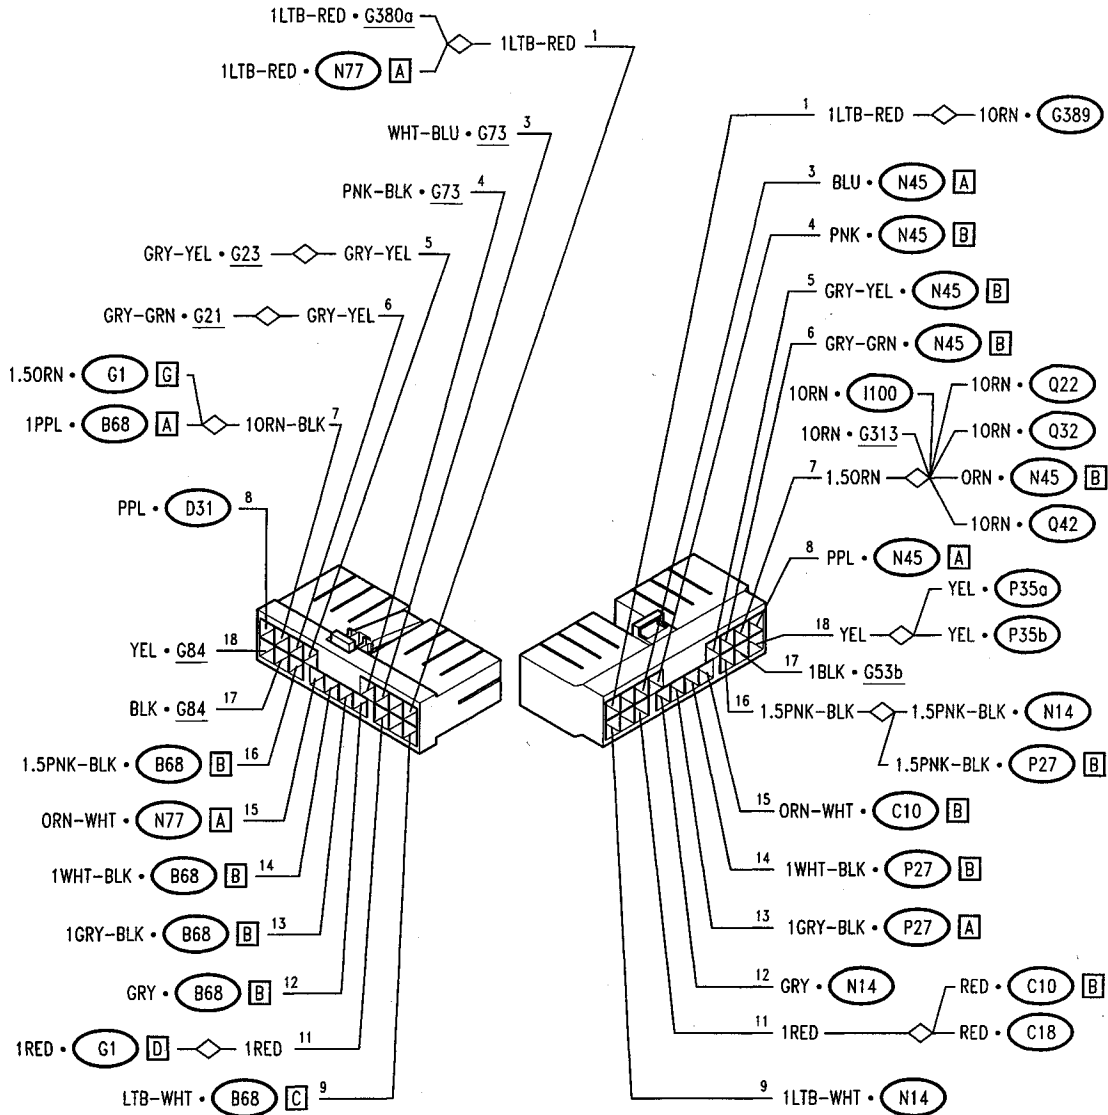 1LTB-RED • G380a
1LTB-RED 1
1LTB-RED • N77 A
WHT-BLU • G73 3
PNK-BLK • G73 4
GRY-YEL • G23 GRY-YEL 5
GRY-GRN • G21 GRY-YEL 6
1.5ORN • G1 G
1PPL • B68 A 1ORN-BLK 7
PPL • D31 8
YEL • G84 18
BLK • G84 17
1.5PNK-BLK • B68 B 16
ORN-WHT • N77 A 15
1WHT-BLK • B68 B 14
1GRY-BLK • B68 B 13
GRY • B68 B 12
1RED • G1 D 1RED 11
LTB-WHT • B68 C 9
1 1LTB-RED 1ORN • G389
3 BLU • N45 A
4 PNK • N45 B
5 GRY-YEL • N45 B
6 GRY-GRN • N45 B
1ORN • I100
1ORN • G313
7 1.5ORN
1ORN • Q22
1ORN • Q32
ORN • N45 B
1ORN • Q42
8 PPL • N45 A
YEL • P35a
18 YEL
YEL • P35b
17 1BLK • G53b
16 1.5PNK-BLK 1.5PNK-BLK • N14
1.5PNK-BLK • P27 B
15 ORN-WHT • C10 B
14 1WHT-BLK • P27 B
13 1GRY-BLK • P27 A
12 GRY • N14
RED • C10 B
11 1RED
RED • C18
9 1LTB-WHT • N14